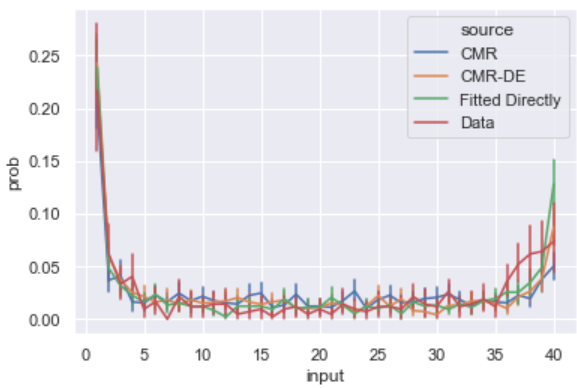 source
CMR
CMR-DE
Fitted Directly
Data
prob
0.25
0.20
0.15
0.10
0.05
0.00
0 5 10 15 20 25 30 35 40
input